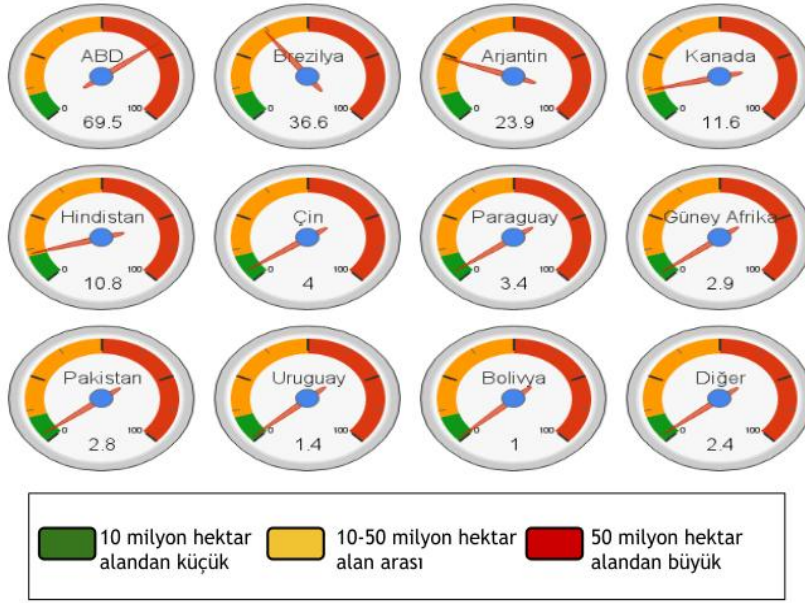 ABD
0 100
69.5
Brezilya
0 100
36.6
Arjantin
0 100
23.9
Kanada
0 100
11.6
Hindistan
0 100
10.8
Çin
0 100
4
Paraguay
0 100
3.4
Güney Afrika
0 100
2.9
Pakistan
0 100
2.8
Uruguay
0 100
1.4
Bolivya
0 100
1
Diğer
0 100
2.4
10 milyon hektar
alandan küçük
10-50 milyon hektar
alan arası
50 milyon hektar
alandan büyük